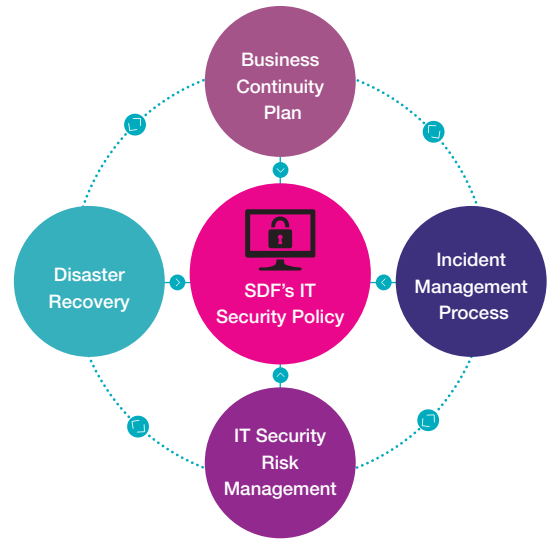 Business
Continuity
Plan
Disaster
Recovery
SDF's IT
Security Policy
Incident
Management
Process
IT Security
Risk
Management